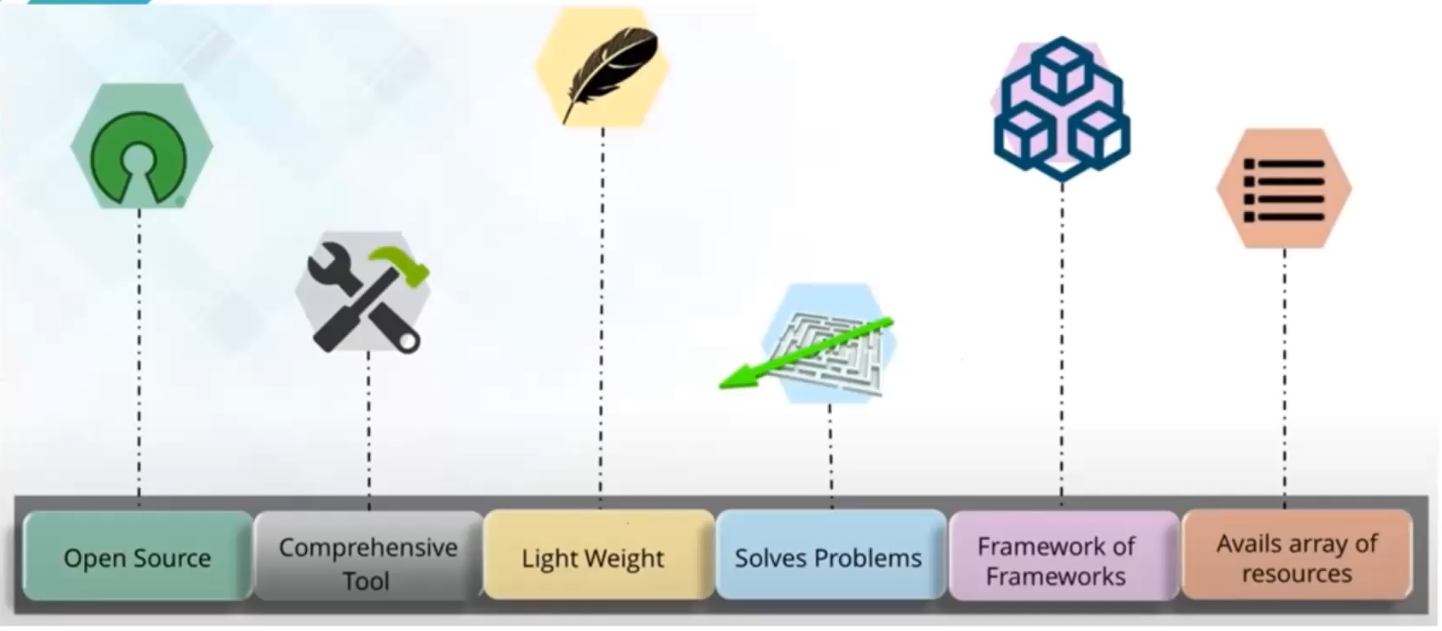 Open Source
Comprehensive
Tool
Light Weight
Solves Problems
Framework of
Frameworks
Avails array of
resources